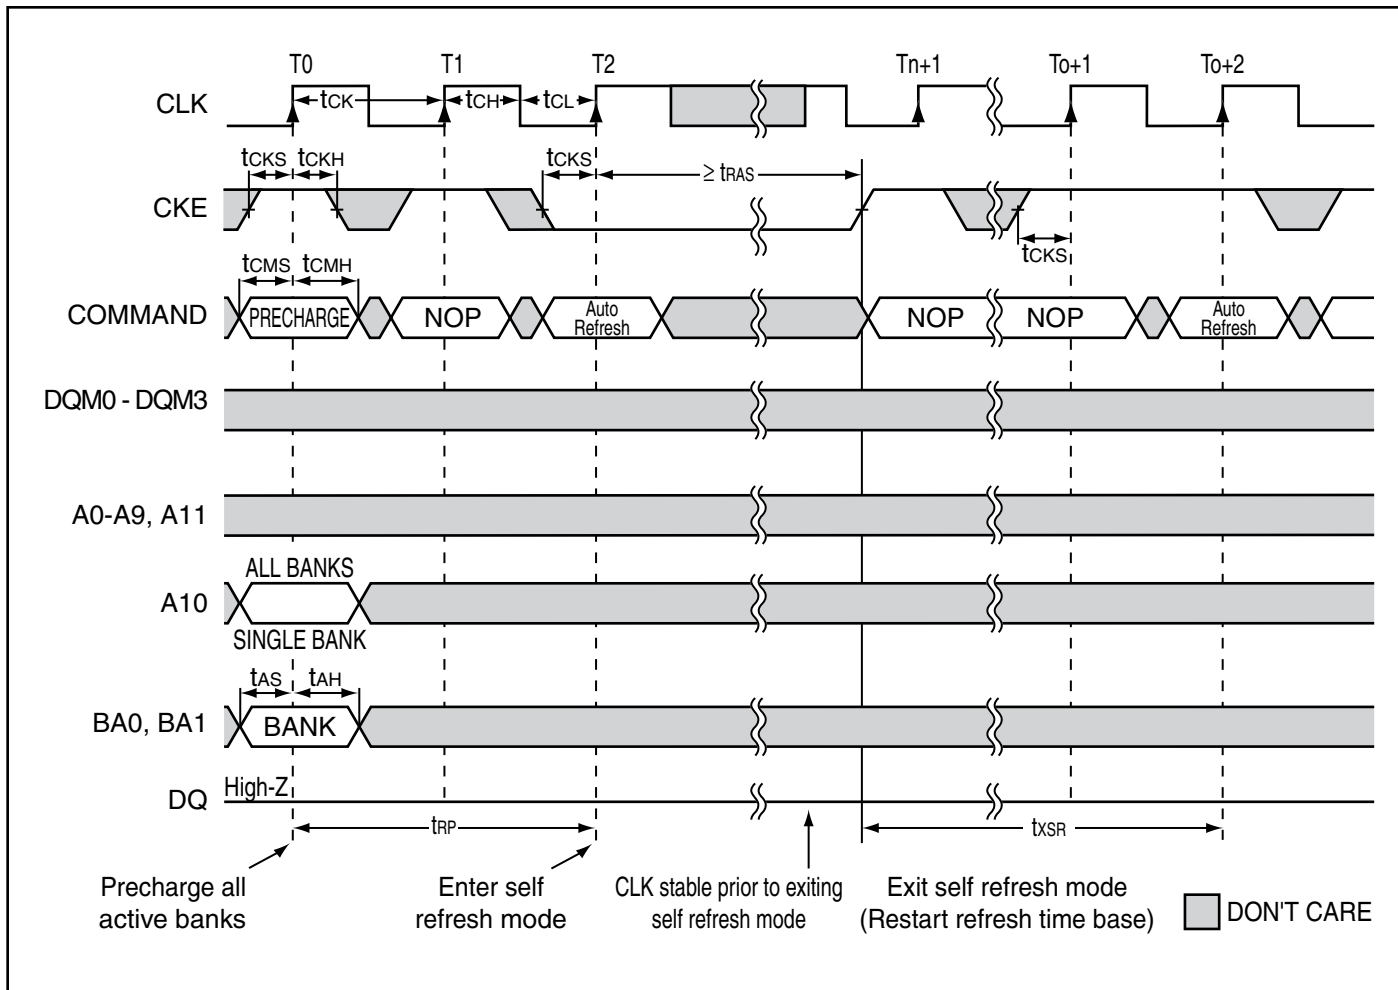 T0 T1 T2 Tn+1 To+1 To+2
CLK tCK tCH tCL
tCKS tCKH tCKS ≥ tRAS
CKE
tCKS
tCMS tCMH
COMMAND PRECHARGE NOP Auto Refresh NOP NOP Auto Refresh
DQM0 - DQM3
A0-A9, A11
ALL BANKS
A10
SINGLE BANK
tAS tAH
BA0, BA1 BANK
DQ High-Z
tRP tXSR
Precharge all
active banks
Enter self
refresh mode
CLK stable prior to exiting
self refresh mode
Exit self refresh mode
(Restart refresh time base)
DON'T CARE